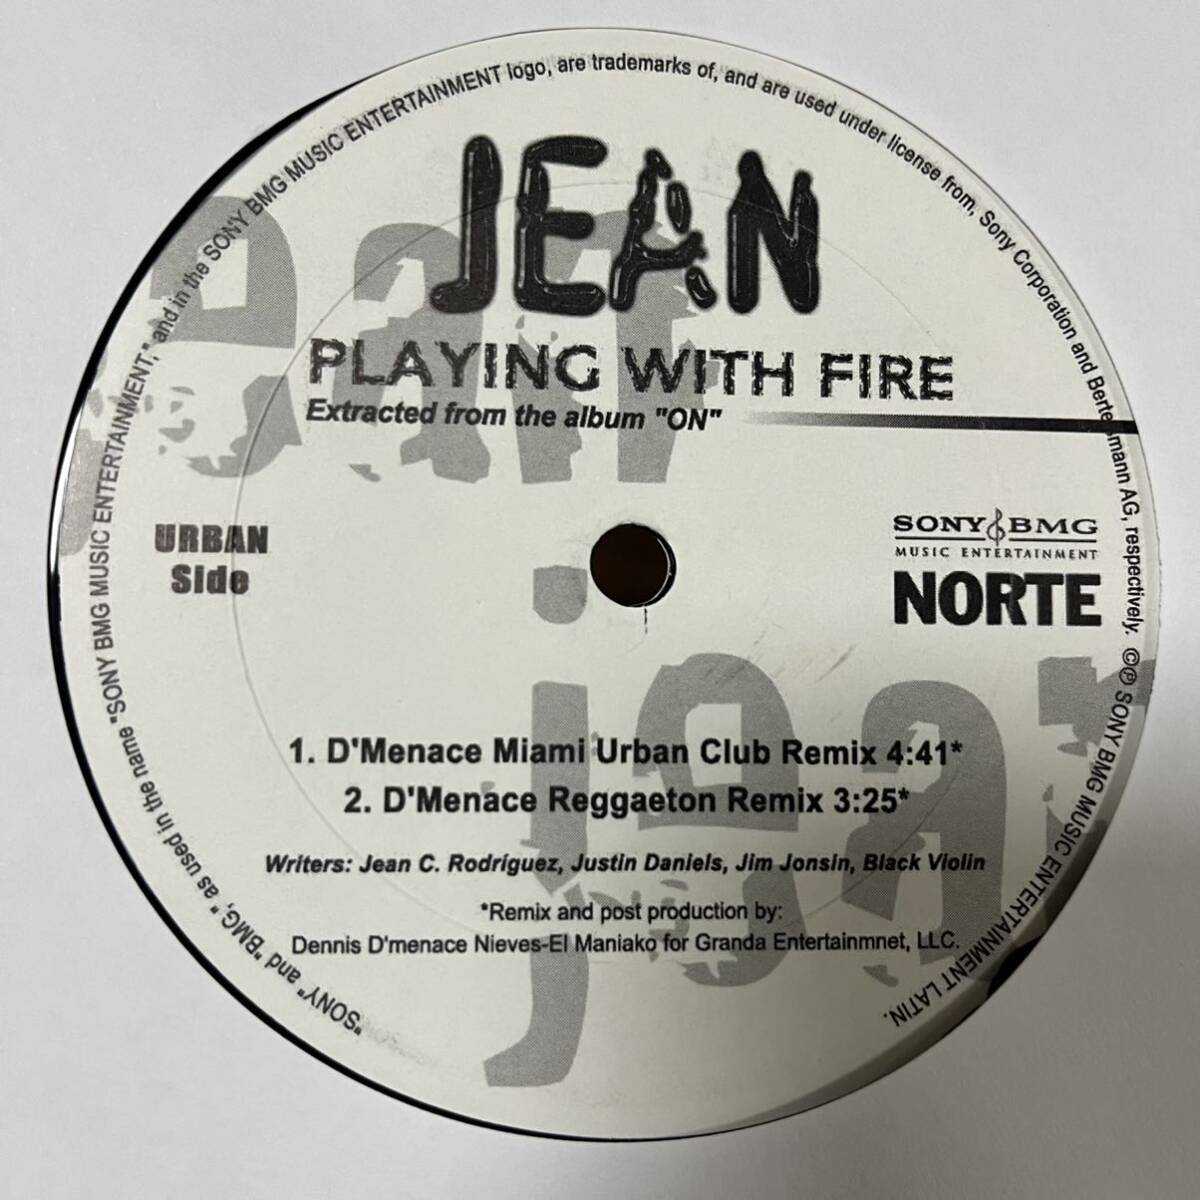 JEAN
PLAYING WITH FIRE
Extracted from the album "ON"
URBAN
Side
SONY BMG
MUSIC ENTERTAINMENT
NORTE
1. D'Menace Miami Urban Club Remix 4:41*
2. D'Menace Reggaeton Remix 3:25*
Writers: Jean C. Rodríguez, Justin Daniels, Jim Jonsin, Black Violin
*Remix and post production by:
Dennis D'menace Nieves-El Maniako for Granda Entertainmnet, LLC.
"SONY" and "BMG," as used in the name "SONY BMG MUSIC ENTERTAINMENT," and in the SONY BMG MUSIC ENTERTAINMENT logo, are trademarks of, and are used under license from, Sony Corporation and Bertelsmann AG, respectively. ©℗ SONY BMG MUSIC ENTERTAINMENT LATIN.
ean
jean